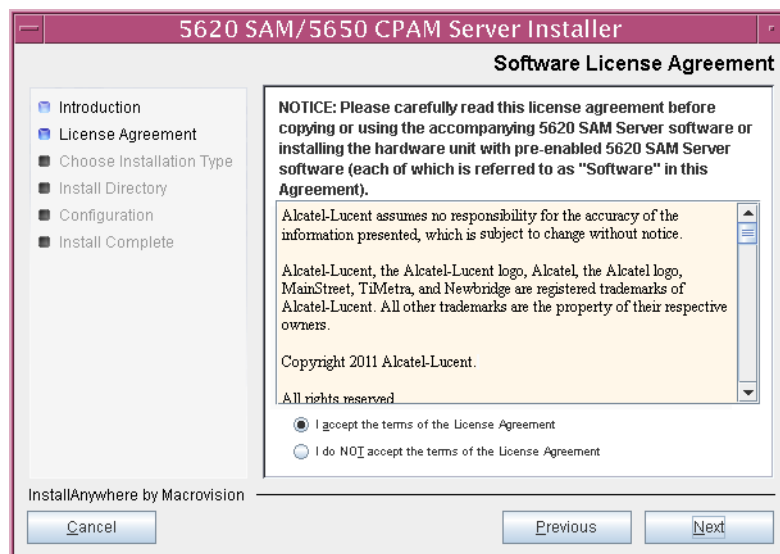 5620 SAM/5650 CPAM Server Installer
Software License Agreement
Introduction
License Agreement
Choose Installation Type
Install Directory
Configuration
Install Complete
NOTICE: Please carefully read this license agreement before
copying or using the accompanying 5620 SAM Server software or
installing the hardware unit with pre-enabled 5620 SAM Server
software (each of which is referred to as "Software" in this
Agreement).
Alcatel-Lucent assumes no responsibility for the accuracy of the
information presented, which is subject to change without notice.
Alcatel-Lucent, the Alcatel-Lucent logo, Alcatel, the Alcatel logo,
MainStreet, TiMetra, and Newbridge are registered trademarks of
Alcatel-Lucent. All other trademarks are the property of their respective
owners.
Copyright 2011 Alcatel-Lucent.
All rights reserved
I accept the terms of the License Agreement
I do NOT accept the terms of the License Agreement
InstallAnywhere by Macrovision
Cancel
Previous
Next